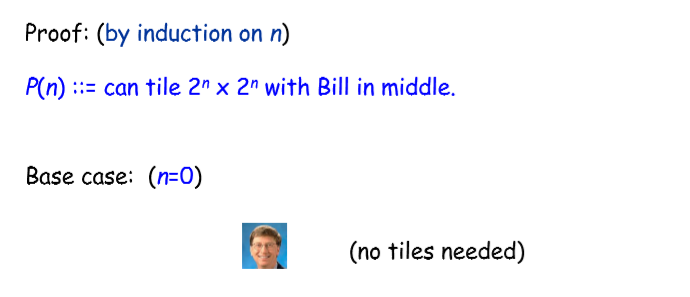 Proof: (by induction on n)
P(n) ::= can tile 2ⁿ x 2ⁿ with Bill in middle.
Base case: (n=0)
(no tiles needed)